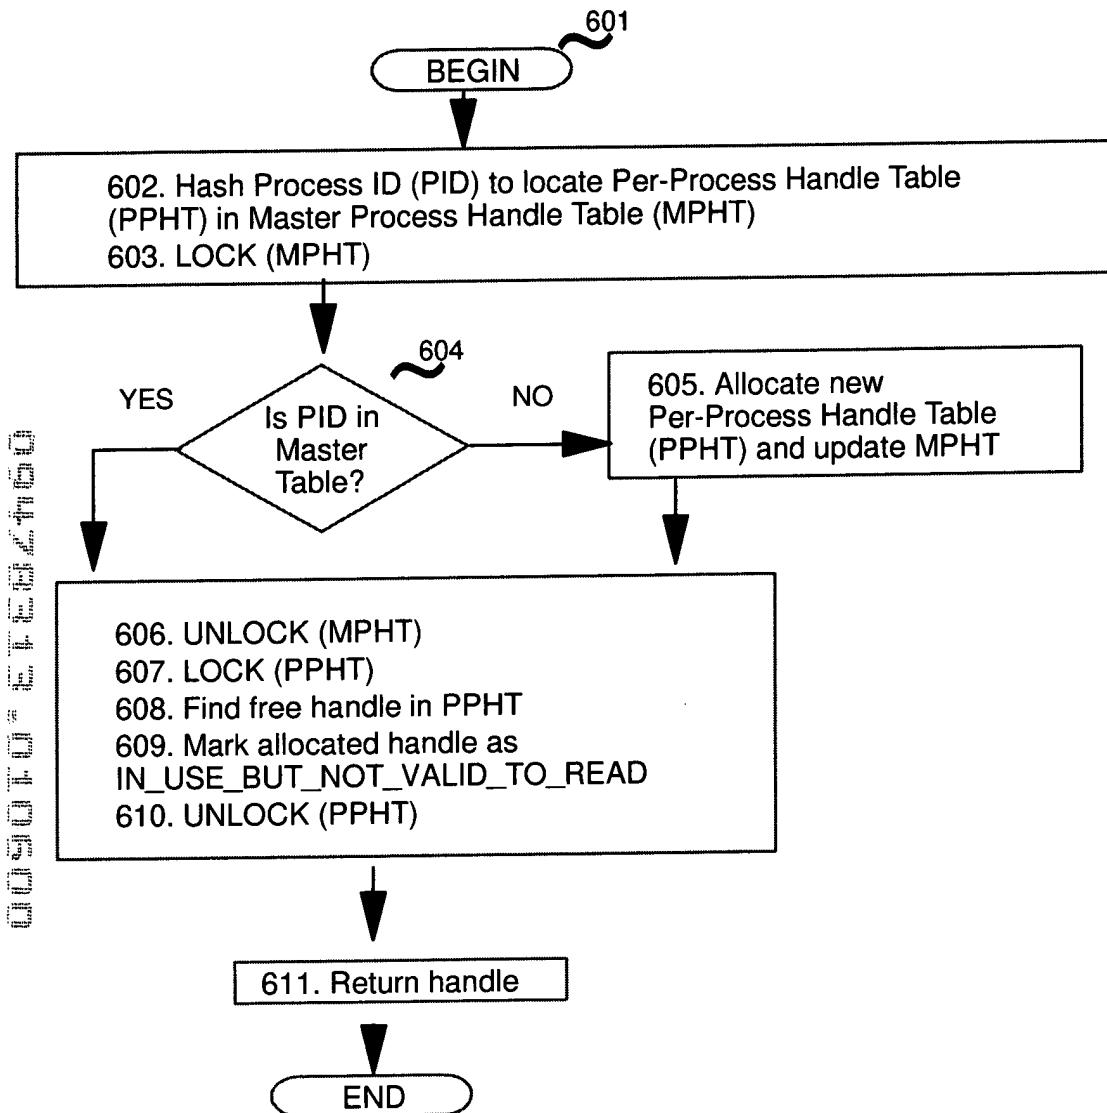 601
BEGIN
602. Hash Process ID (PID) to locate Per-Process Handle Table
(PPHT) in Master Process Handle Table (MPHT)
603. LOCK (MPHT)
604
YES
Is PID in
Master
Table?
NO
605. Allocate new
Per-Process Handle Table
(PPHT) and update MPHT
606. UNLOCK (MPHT)
607. LOCK (PPHT)
608. Find free handle in PPHT
609. Mark allocated handle as
IN_USE_BUT_NOT_VALID_TO_READ
610. UNLOCK (PPHT)
611. Return handle
END
09478313.010600